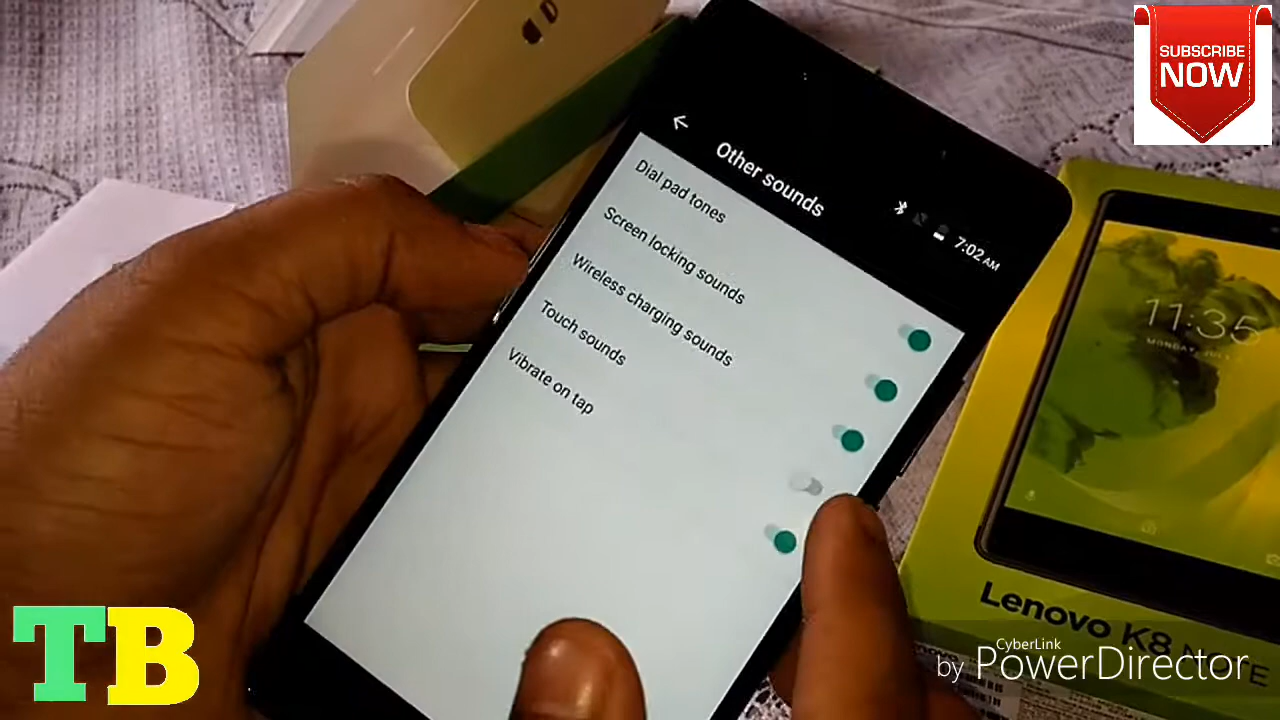 SUBSCRIBE
NOW
Other sounds
7:02 AM
Dial pad tones
Screen locking sounds
Wireless charging sounds
Touch sounds
Vibrate on tap
11:35
Lenovo K8 NOTE
CyberLink
by PowerDirector
TB